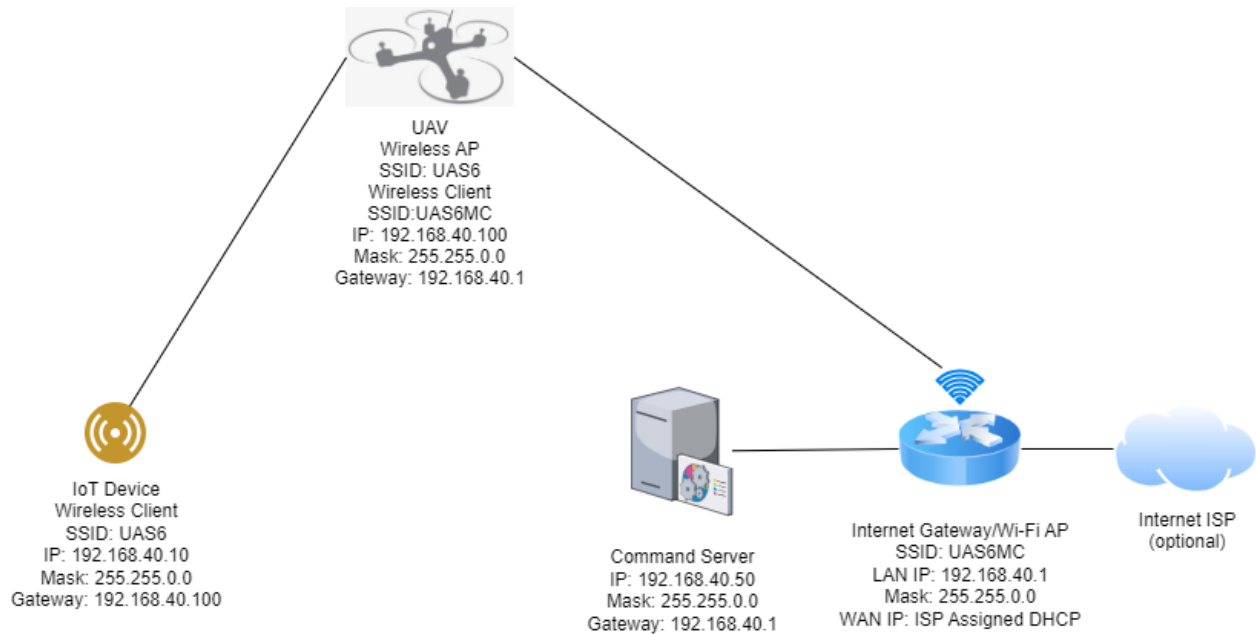 UAV
Wireless AP
SSID: UAS6
Wireless Client
SSID:UAS6MC
IP: 192.168.40.100
Mask: 255.255.0.0
Gateway: 192.168.40.1
IoT Device
Wireless Client
SSID: UAS6
IP: 192.168.40.10
Mask: 255.255.0.0
Gateway: 192.168.40.100
Command Server
IP: 192.168.40.50
Mask: 255.255.0.0
Gateway: 192.168.40.1
Internet Gateway/Wi-Fi AP
SSID: UAS6MC
LAN IP: 192.168.40.1
Mask: 255.255.0.0
WAN IP: ISP Assigned DHCP
Internet ISP
(optional)